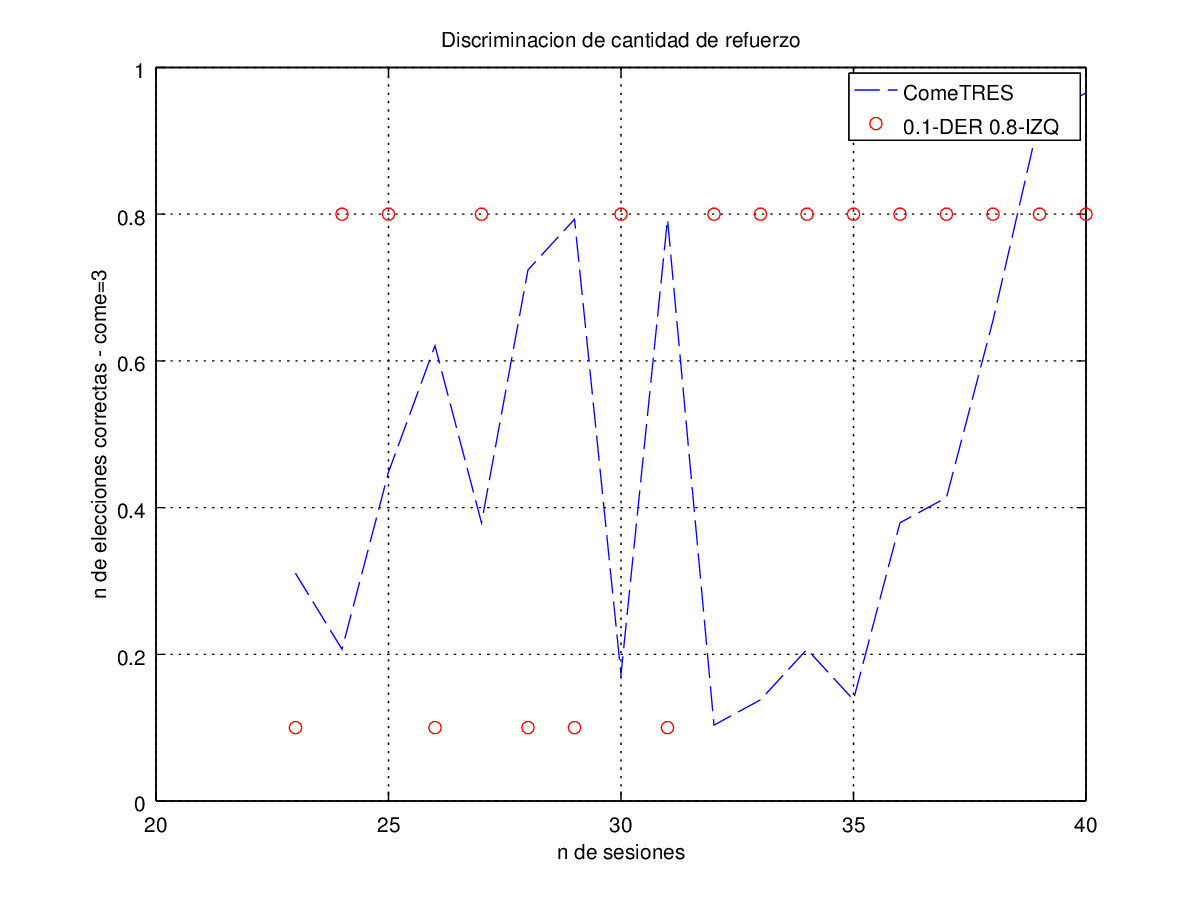 Discriminacion de cantidad de refuerzo
1
ComeTRES
0.1-DER 0.8-IZQ
0.8
0.6
0.4
0.2
0
n de elecciones correctas - come=3
20 25 30 35 40
n de sesiones